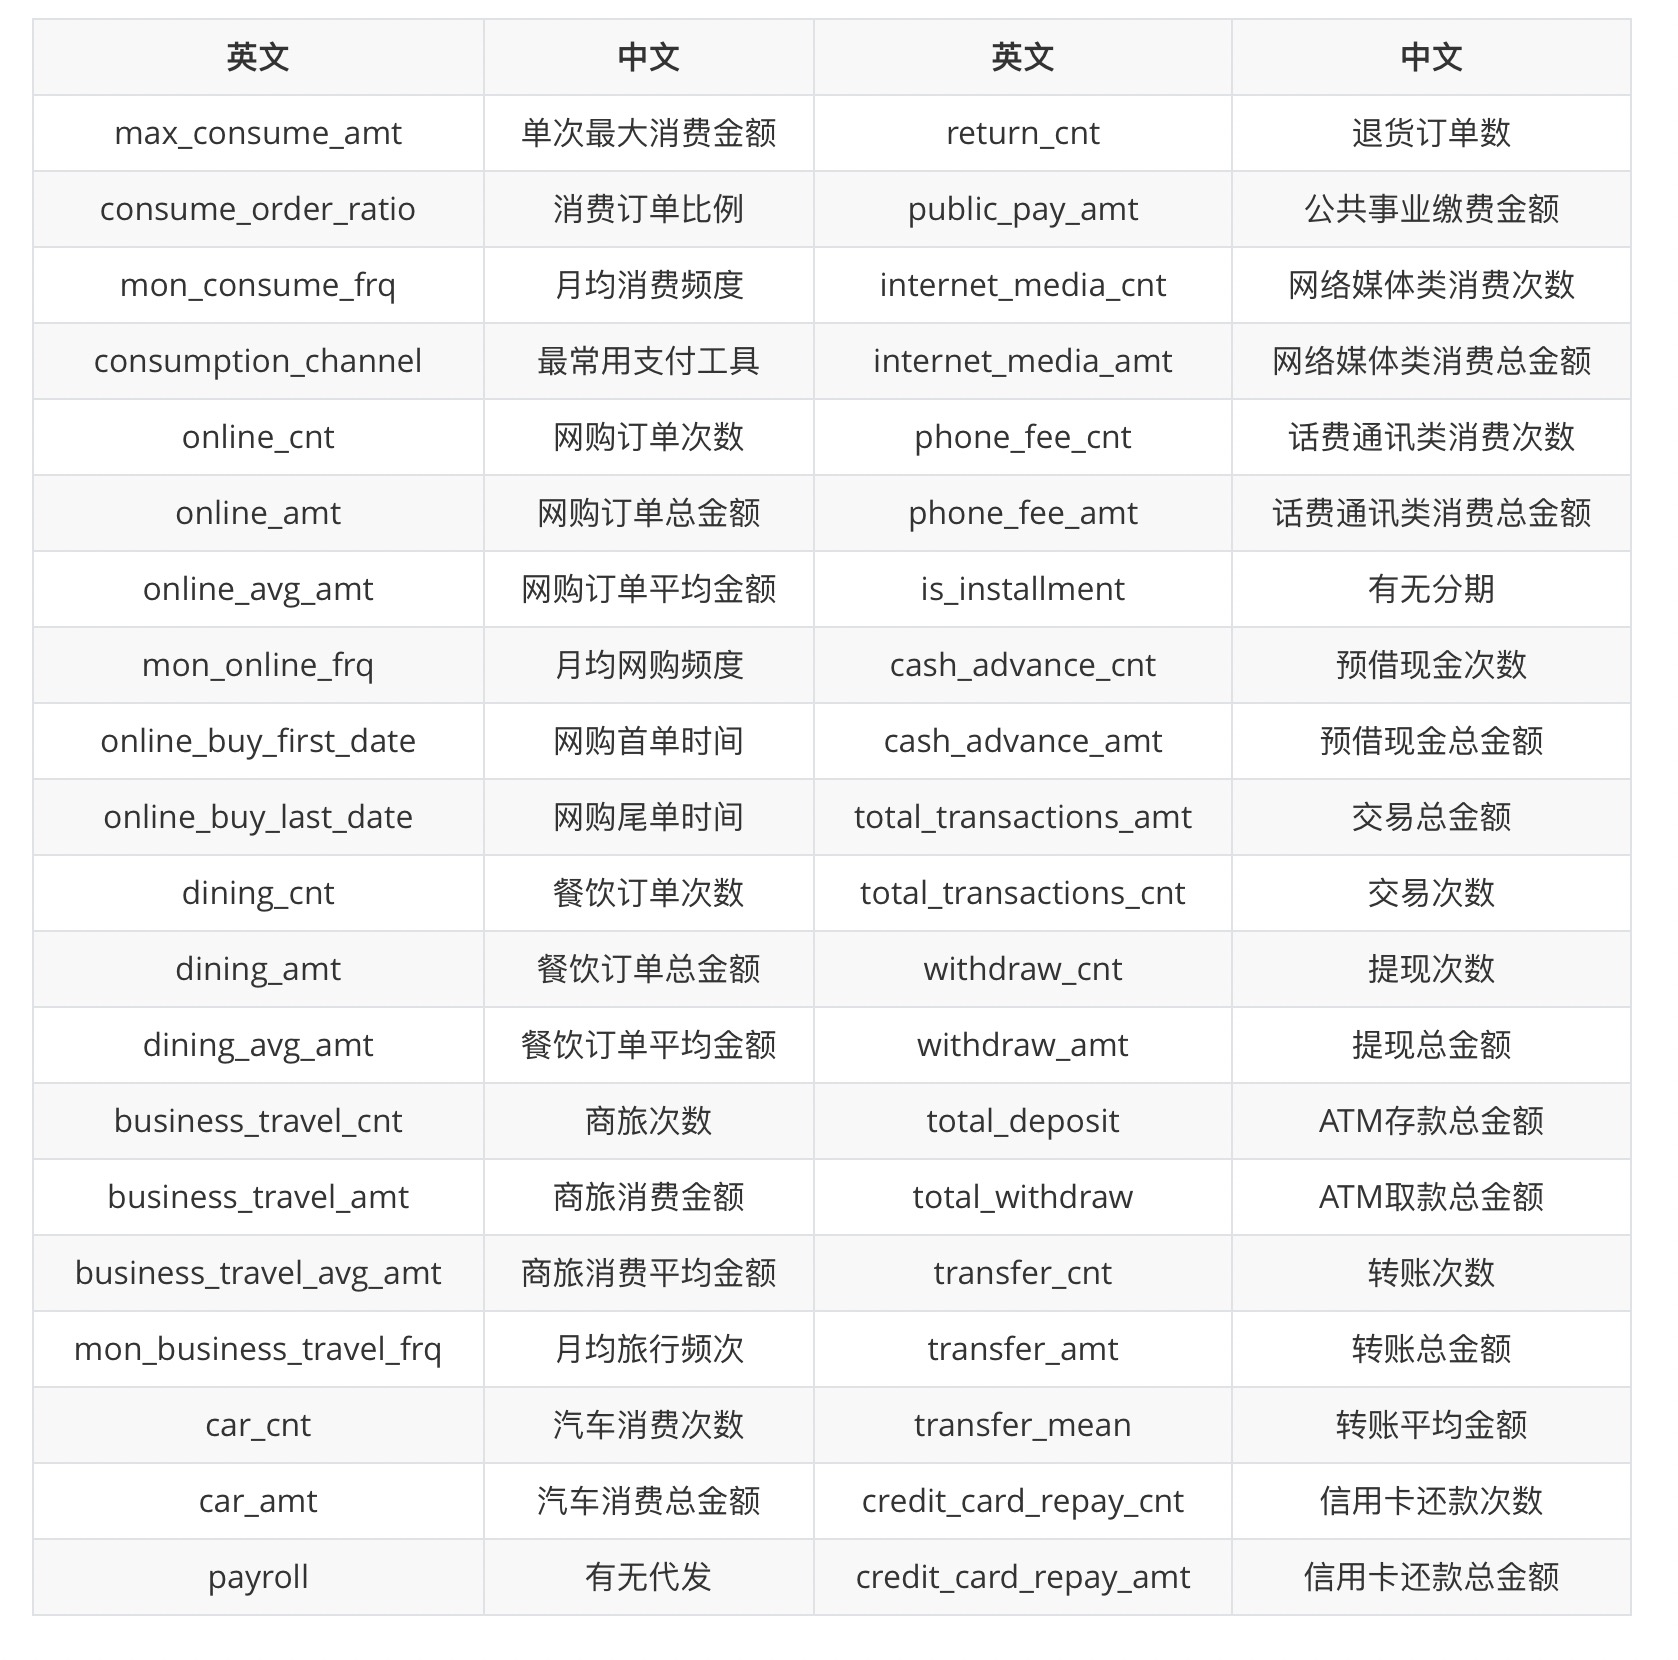 英文 中文 英文 中文
max_consume_amt 单次最大消费金额 return_cnt 退货订单数
consume_order_ratio 消费订单比例 public_pay_amt 公共事业缴费金额
mon_consume_frq 月均消费频度 internet_media_cnt 网络媒体类消费次数
consumption_channel 最常用支付工具 internet_media_amt 网络媒体类消费总金额
online_cnt 网购订单次数 phone_fee_cnt 话费通讯类消费次数
online_amt 网购订单总金额 phone_fee_amt 话费通讯类消费总金额
online_avg_amt 网购订单平均金额 is_installment 有无分期
mon_online_frq 月均网购频度 cash_advance_cnt 预借现金次数
online_buy_first_date 网购首单时间 cash_advance_amt 预借现金总金额
online_buy_last_date 网购尾单时间 total_transactions_amt 交易总金额
dining_cnt 餐饮订单次数 total_transactions_cnt 交易次数
dining_amt 餐饮订单总金额 withdraw_cnt 提现次数
dining_avg_amt 餐饮订单平均金额 withdraw_amt 提现总金额
business_travel_cnt 商旅次数 total_deposit ATM存款总金额
business_travel_amt 商旅消费金额 total_withdraw ATM取款总金额
business_travel_avg_amt 商旅消费平均金额 transfer_cnt 转账次数
mon_business_travel_frq 月均旅行频次 transfer_amt 转账总金额
car_cnt 汽车消费次数 transfer_mean 转账平均金额
car_amt 汽车消费总金额 credit_card_repay_cnt 信用卡还款次数
payroll 有无代发 credit_card_repay_amt 信用卡还款总金额